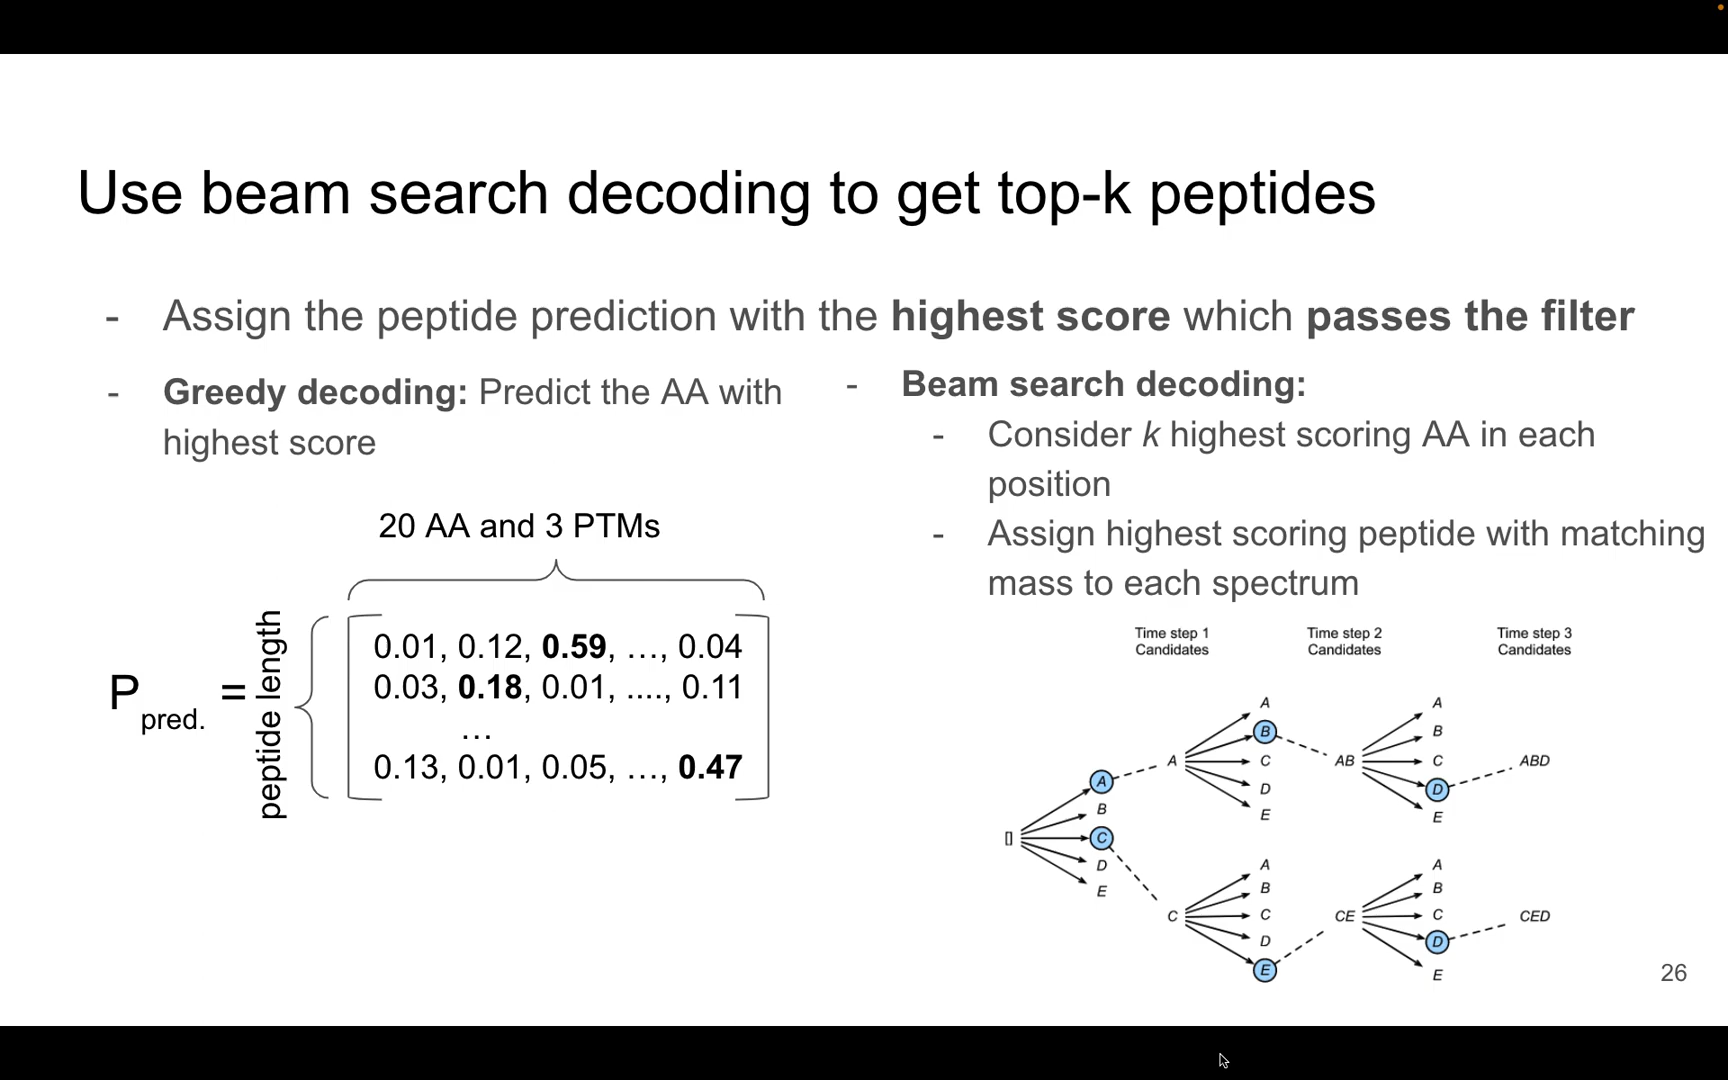 Use beam search decoding to get top-k peptides
- Assign the peptide prediction with the highest score which passes the filter
- Greedy decoding: Predict the AA with
highest score
- Beam search decoding:
- Consider k highest scoring AA in each
position
- Assign highest scoring peptide with matching
mass to each spectrum
20 AA and 3 PTMs
P pred. =
peptide length
0.01, 0.12, 0.59, …, 0.04
0.03, 0.18, 0.01, ...., 0.11
…
0.13, 0.01, 0.05, …, 0.47
Time step 1
Candidates
Time step 2
Candidates
Time step 3
Candidates
[]
A
B
C
D
E
A
A
B
C
D
E
AB
A
B
C
D
E
ABD
C
A
B
C
D
E
CE
A
B
C
D
E
CED
26